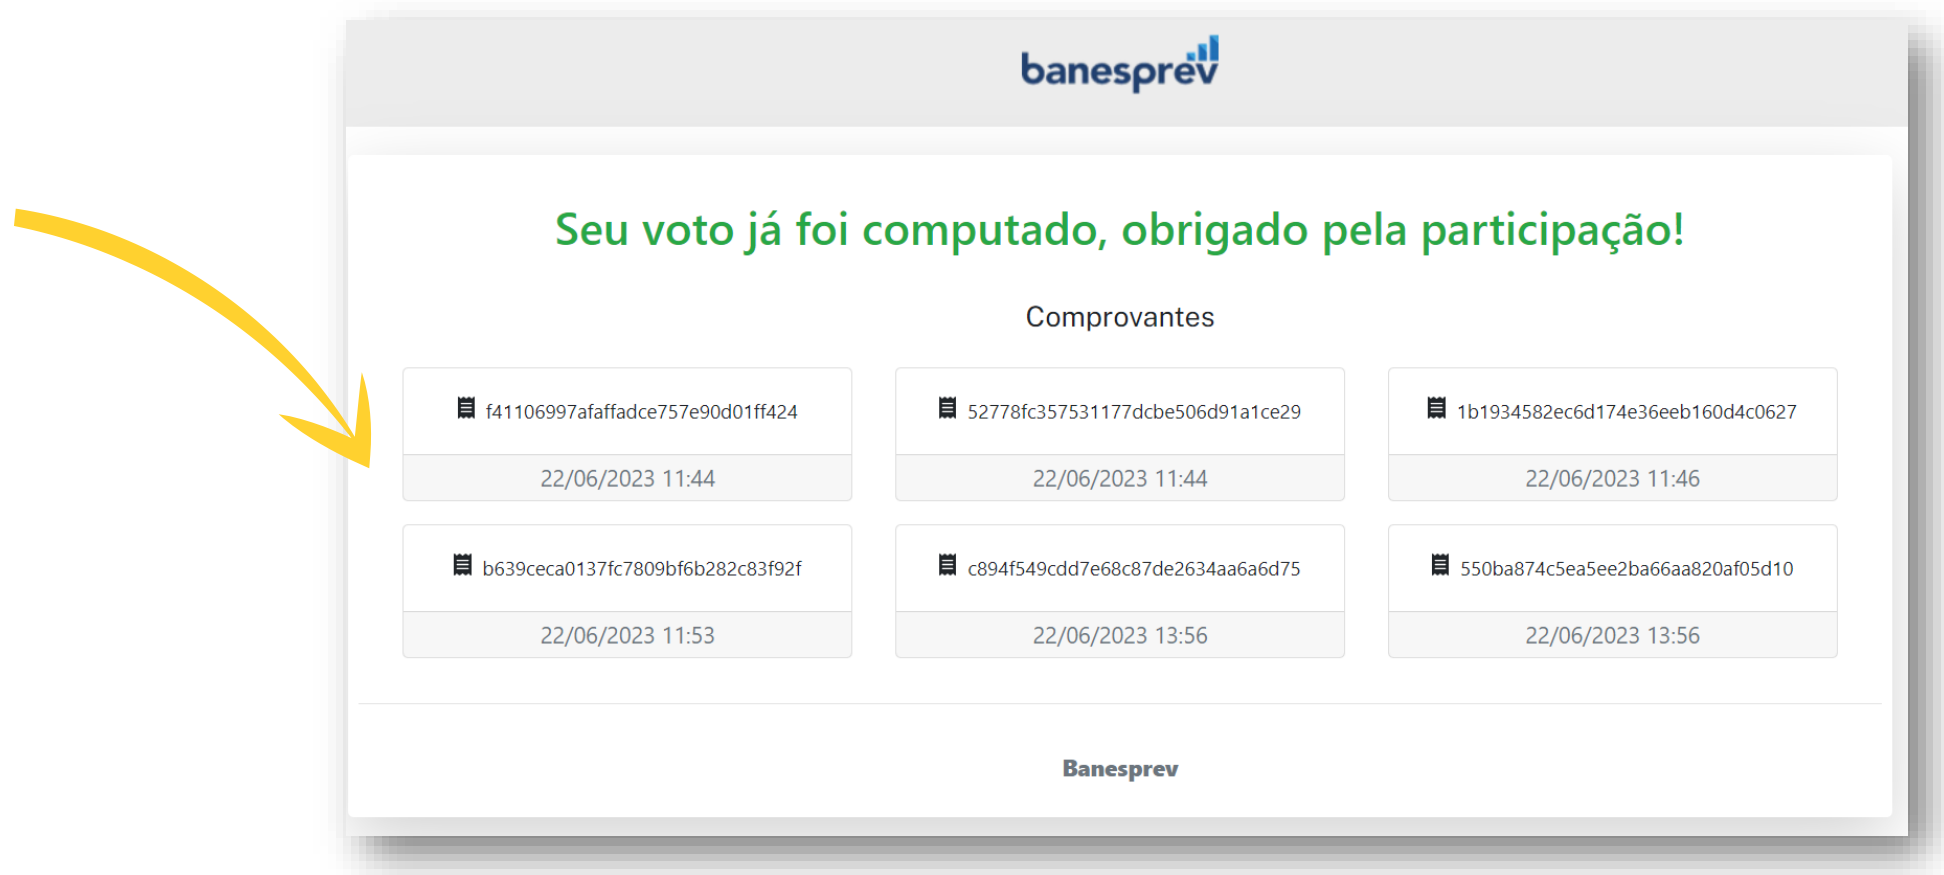 banesprev
Seu voto já foi computado, obrigado pela participação!
Comprovantes
f41106997afaffadce757e90d01ff424
22/06/2023 11:44
52778fc357531177dcbe506d91a1ce29
22/06/2023 11:44
1b1934582ec6d174e36eeb160d4c0627
22/06/2023 11:46
b639ceca0137fc7809bf6b282c83f92f
22/06/2023 11:53
c894f549cdd7e68c87de2634aa6a6d75
22/06/2023 13:56
550ba874c5ea5ee2ba66aa820af05d10
22/06/2023 13:56
Banesprev